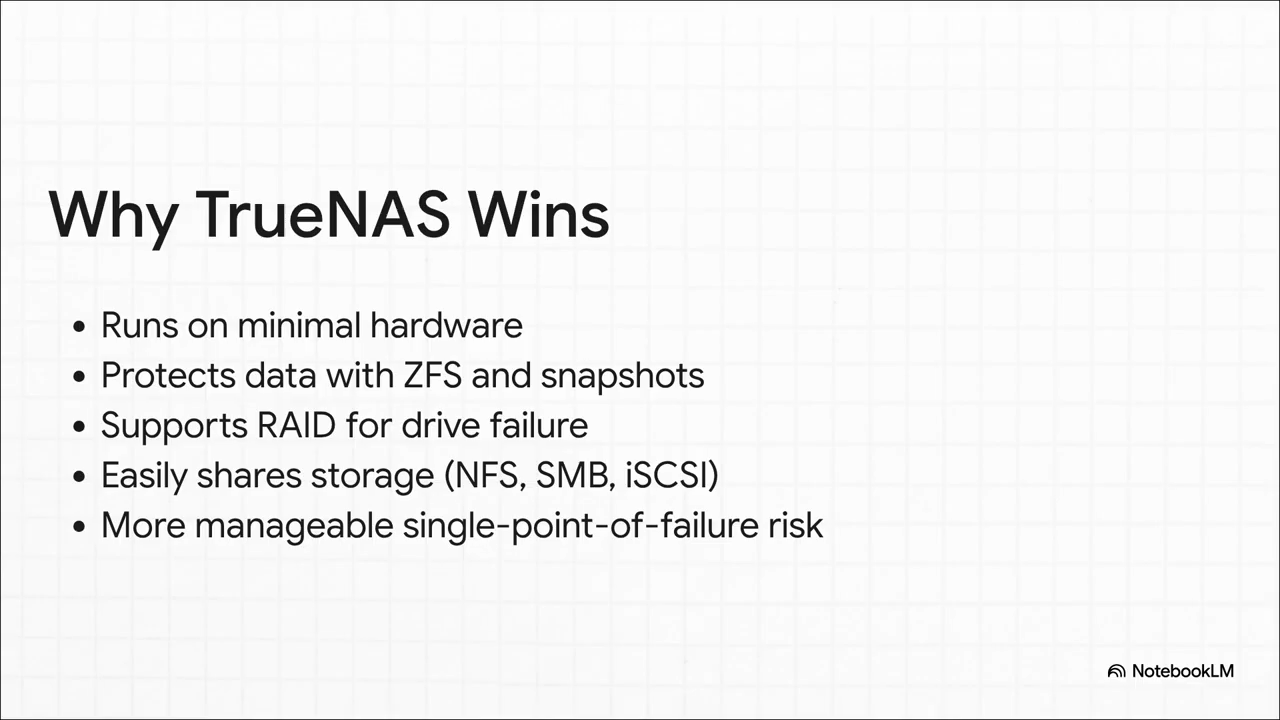 Why TrueNAS Wins
• Runs on minimal hardware
• Protects data with ZFS and snapshots
• Supports RAID for drive failure
• Easily shares storage (NFS, SMB, iSCSI)
• More manageable single-point-of-failure risk
NotebookLM